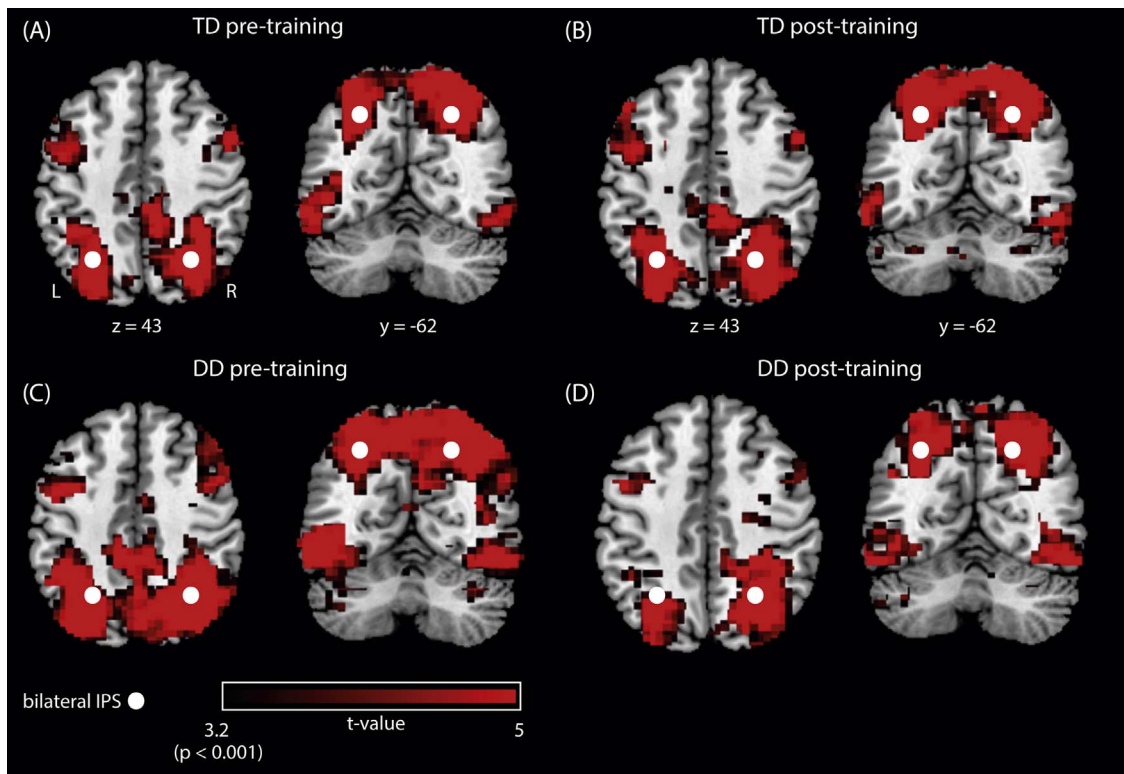 (A) TD pre-training
(B) TD post-training
L R
z = 43 y = -62
z = 43 y = -62
(C) DD pre-training
(D) DD post-training
bilateral IPS
t-value
3.2 5
(p < 0.001)